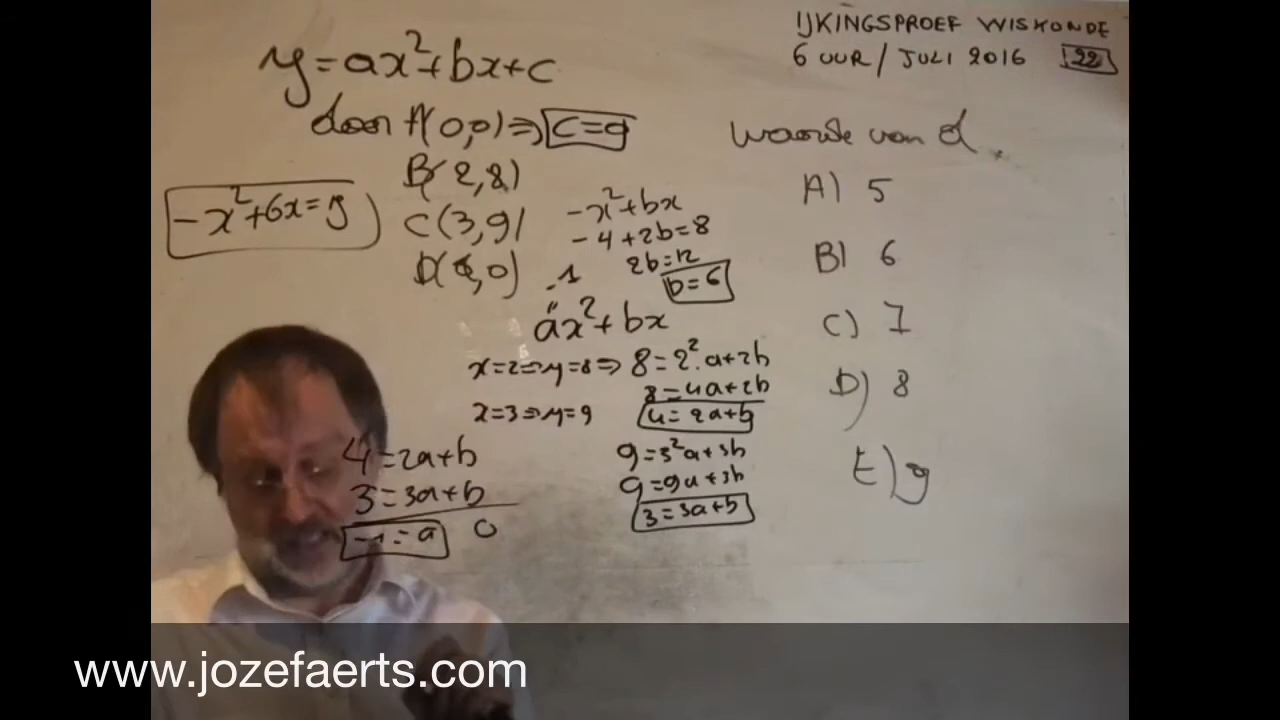 IJKINGSPROEF WISKUNDE
6 UUR / JULI 2016 22
y=ax²+bx+c
door A(0,0) ⇒ c=0
B(2,8)
C(3,9)
D(d,0)
-x²+6x=y
-x²+bx
-4+2b=8
2b=12
b=6
-1
"
ax²+bx
x=2⇒y=8⇒ 8=2².a+2b
8=4a+2b
x=3⇒y=9
4=2a+b
9=3²a+3b
9=9a+3b
3=3a+b
4=2a+b
3=3a+b
-1=a 0
waarde van d.
A) 5
B) 6
C) 7
D) 8
E) 9
www.jozefaerts.com